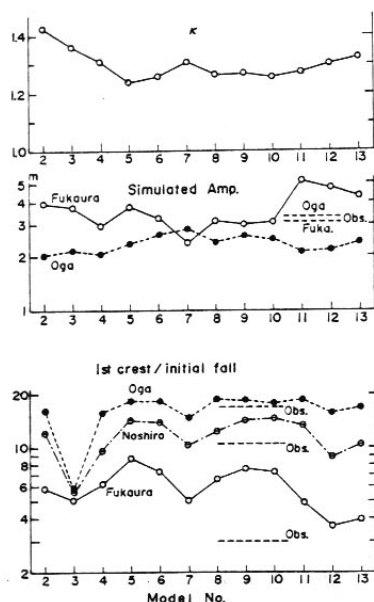 κ
1.4
1.2
1.0
2 3 4 5 6 7 8 9 10 11 12 13
m
5
4
3
2
1
Fukaura
Simulated Amp.
Oga
Obs.
Fuka.
Oga
2 3 4 5 6 7 8 9 10 11 12 13
1st crest/initial fall
Oga
20
Obs.
Noshiro
10
8
6
4
2
Obs.
Fukaura
Obs.
2 3 4 5 6 7 8 9 10 11 12 13
Model No.